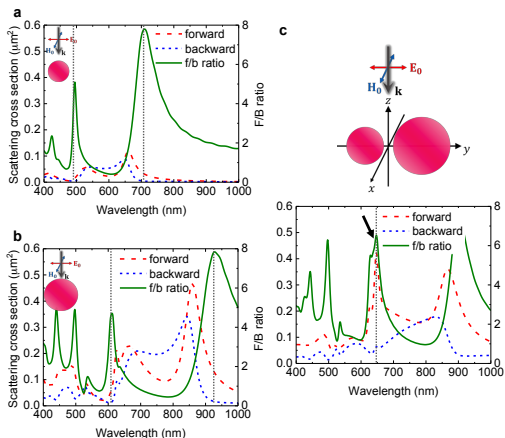 a
Scattering cross section (μm²)
0.6
0.5
0.4
0.3
0.2
0.1
0.0
H₀ E₀
k
forward
backward
f/b ratio
8
6
4
2
0
F/B ratio
400 500 600 700 800 900 1000
Wavelength (nm)
b
Scattering cross section (μm²)
0.6
0.5
0.4
0.3
0.2
0.1
0.0
H₀ E₀
k
forward
backward
f/b ratio
8
6
4
2
0
F/B ratio
400 500 600 700 800 900 1000
Wavelength (nm)
c
E₀
H₀ k
z
y
x
0.6
0.5
0.4
0.3
0.2
0.1
0.0
forward
backward
f/b ratio
8
6
4
2
0
F/B ratio
400 500 600 700 800 900 1000
Wavelength (nm)